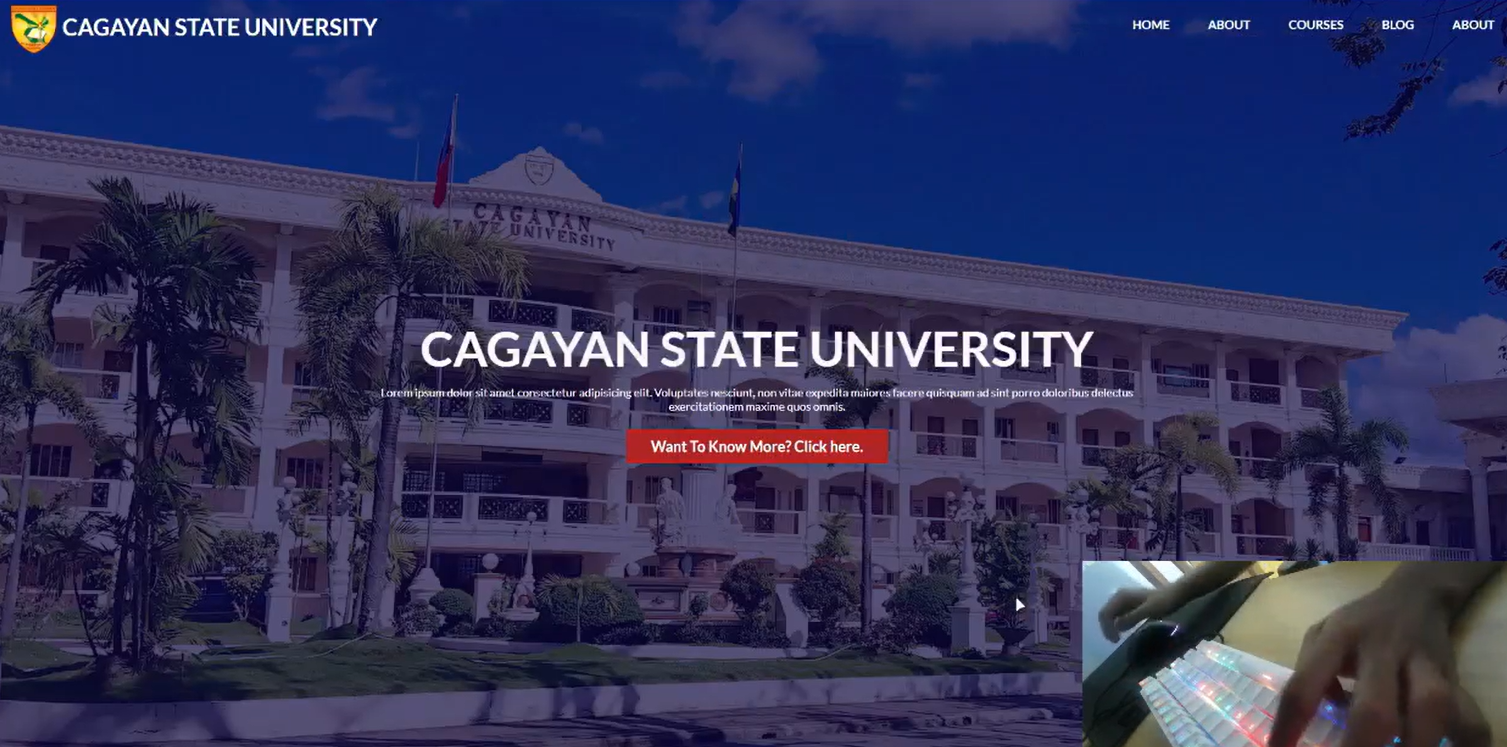 CAGAYAN STATE UNIVERSITY
HOME
ABOUT
COURSES
BLOG
ABOUT
CAGAYAN
STATE UNIVERSITY
CAGAYAN STATE UNIVERSITY
Lorem ipsum dolor sit amet consectetur adipisicing elit. Voluptates nesciunt, non vitae expedita maiores facere quisquam ad sint porro doloribus delectus
exercitationem maxime quos omnis.
Want To Know More? Click here.